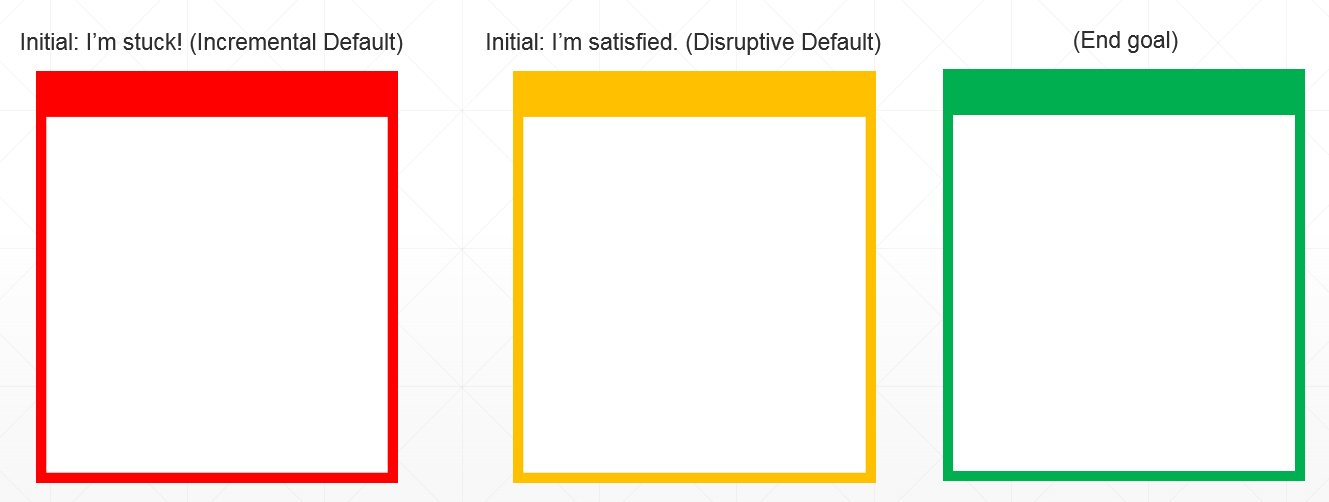 Initial: I’m stuck! (Incremental Default)
Initial: I’m satisfied. (Disruptive Default)
(End goal)